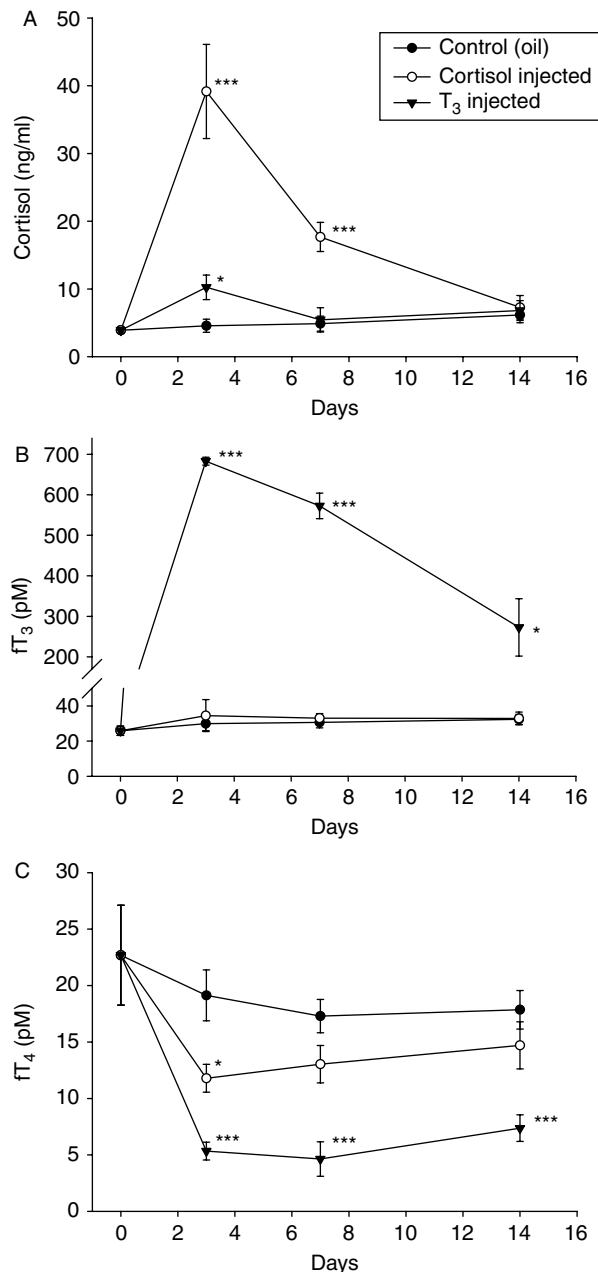 A
Control (oil)
Cortisol injected
T3 injected
Cortisol (ng/ml)
50
40
30
20
10
0
***
***
*
0 2 4 6 8 10 12 14 16
Days
B
fT3 (pM)
700
600
500
400
300
200
40
20
0
***
***
*
0 2 4 6 8 10 12 14 16
Days
C
fT4 (pM)
30
25
20
15
10
5
0
*
***
***
***
0 2 4 6 8 10 12 14 16
Days